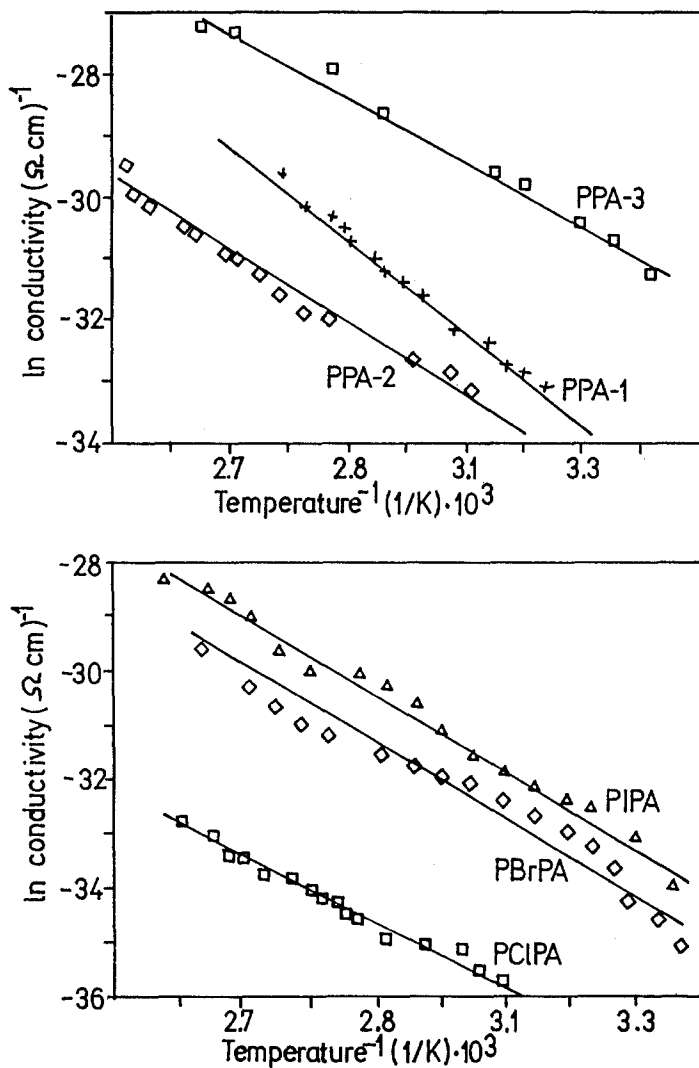 ln conductivity (Ω cm)⁻¹
-28
-30
-32
-34
PPA-3
PPA-2
PPA-1
2.7 2.8 3.1 3.3
Temperature⁻¹ (1/K)·10³
ln conductivity (Ω cm)⁻¹
-28
-30
-32
-34
-36
PIPA
PBrPA
PClPA
2.7 2.8 3.1 3.3
Temperature⁻¹ (1/K)·10³